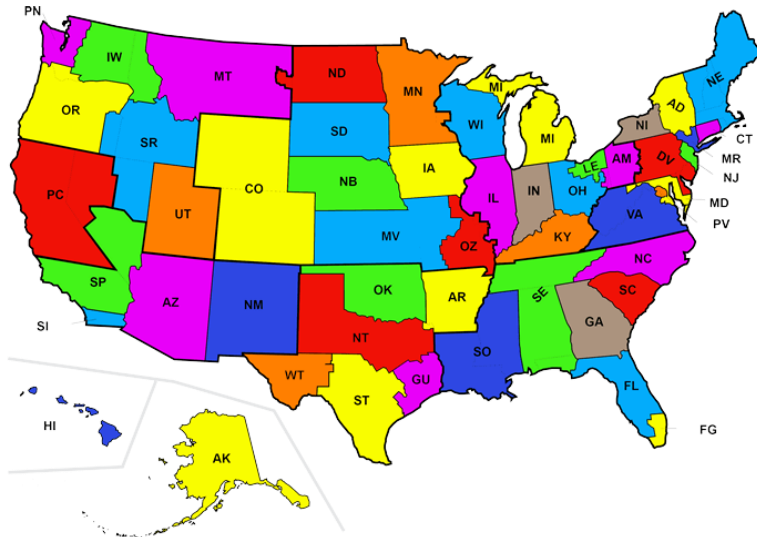 PN
IW
MT
ND
MN
MI
NE
AD
OR
WI
MI
NI
CT
SR
SD
MR
AM
DV
NJ
LE
IA
PC
CO
NB
IL
IN
OH
MD
UT
VA
PV
MV
OZ
KY
NC
SP
OK
SE
SC
AZ
NM
AR
GA
SI
NT
SO
WT
GU
ST
FL
HI
FG
AK